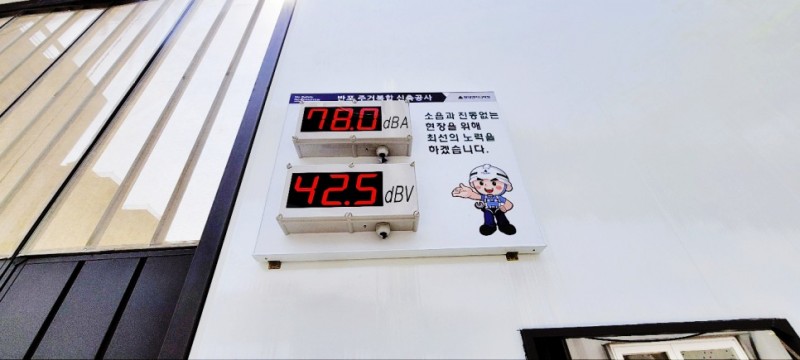 반포 주거복합 신축공사
78.0 dBA
42.5 dBV
소음과 진동없는
현장을 위해
최선의 노력을
하겠습니다.